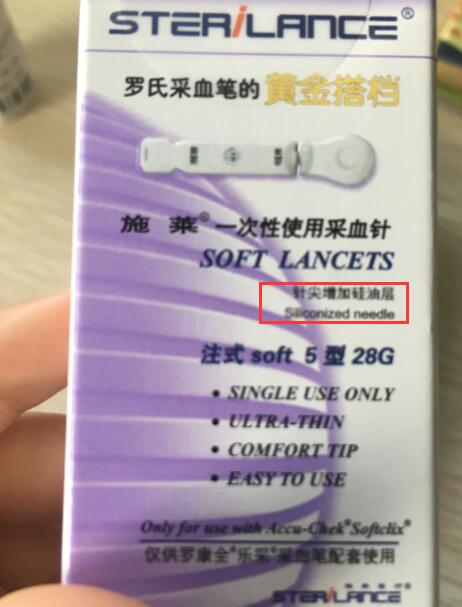 STERiLANCE®
罗氏采血笔的黄金搭档
施莱®一次性使用采血针
SOFT LANCETS
针尖增加硅油层
Siliconized needle
注式 soft 5 型 28G
• SINGLE USE ONLY
• ULTRA-THIN
• COMFORT TIP
• EASY TO USE
Only for use with Accu-Chek®Softclix®
仅供罗康全®乐采®采血笔配套使用
STERiLANCE